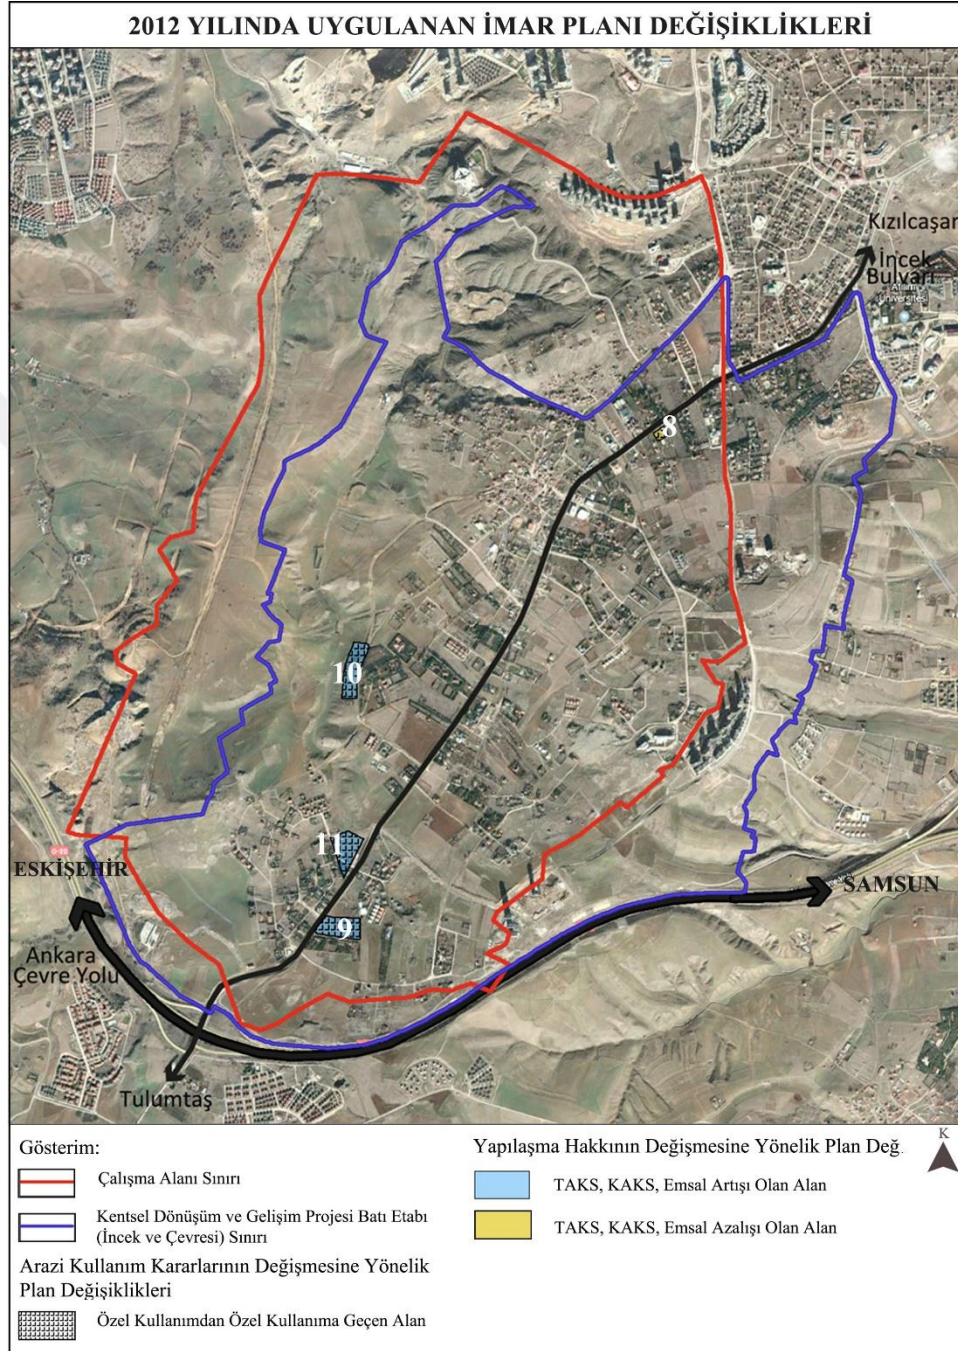 2012 YILINDA UYGULANAN İMAR PLANI DEĞİŞİKLİKLERİ
Kızılcaşar
İncek
Bulvarı
Atılım
Üniversitesi
8
10
11
9
ESKİŞEHİR
SAMSUN
Ankara
Çevre Yolu
Tulumtaş
K
Gösterim:
Çalışma Alanı Sınırı
Kentsel Dönüşüm ve Gelişim Projesi Batı Etabı
(İncek ve Çevresi) Sınırı
Arazi Kullanım Kararlarının Değişmesine Yönelik
Plan Değişiklikleri
Özel Kullanımdan Özel Kullanıma Geçen Alan
Yapılaşma Hakkının Değişmesine Yönelik Plan Değ.
TAKS, KAKS, Emsal Artışı Olan Alan
TAKS, KAKS, Emsal Azalışı Olan Alan